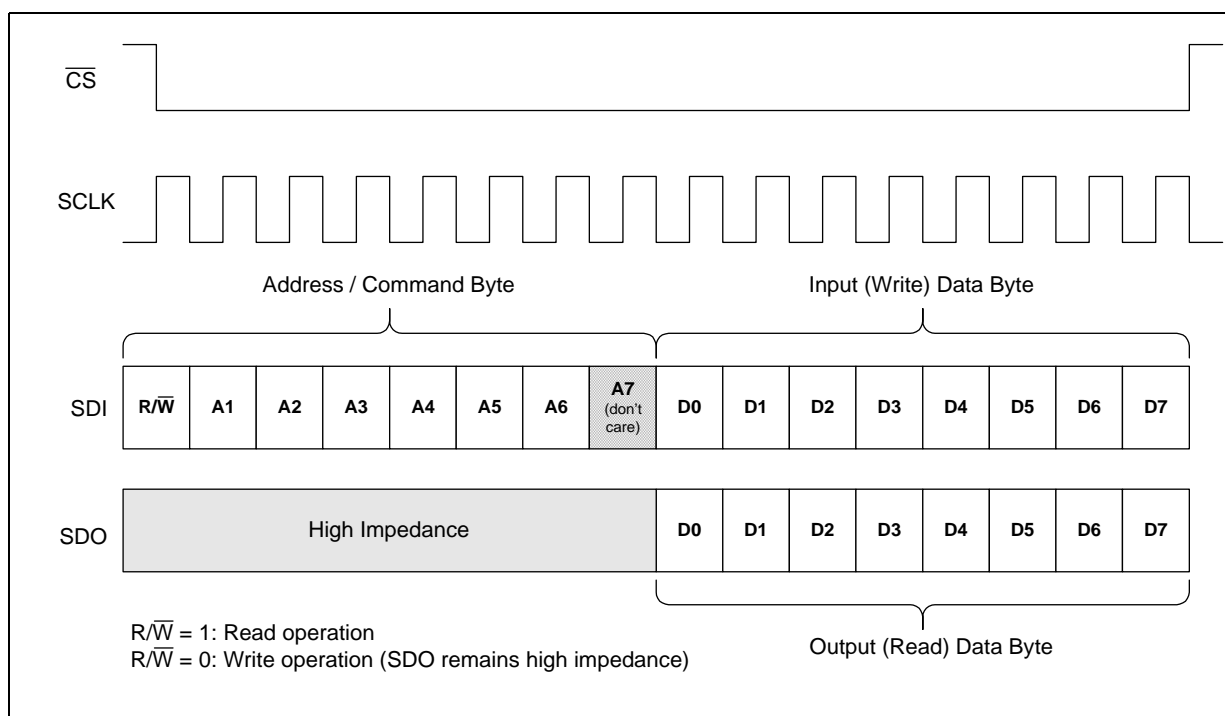 C̅S̅
SCLK
Address / Command Byte
Input (Write) Data Byte
SDI
R/W̅ A1 A2 A3 A4 A5 A6 A7 (don't care) D0 D1 D2 D3 D4 D5 D6 D7
SDO
High Impedance D0 D1 D2 D3 D4 D5 D6 D7
R/W̅ = 1: Read operation
R/W̅ = 0: Write operation (SDO remains high impedance)
Output (Read) Data Byte